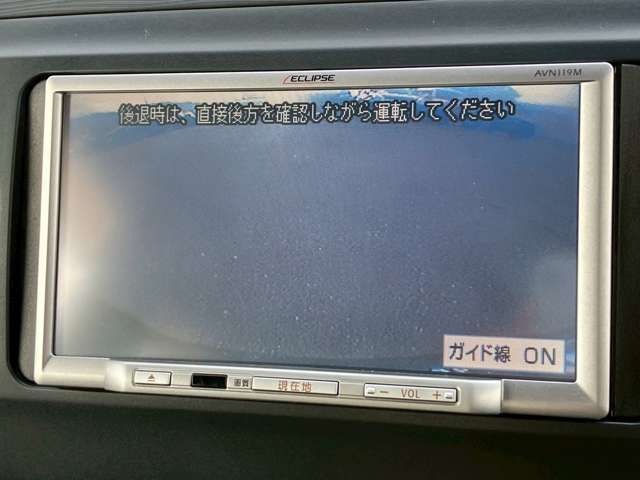 ECLIPSE
AVN119M
後退時は、直接後方を確認しながら運転してください
ガイド線 ON
画質
現在地
− VOL +